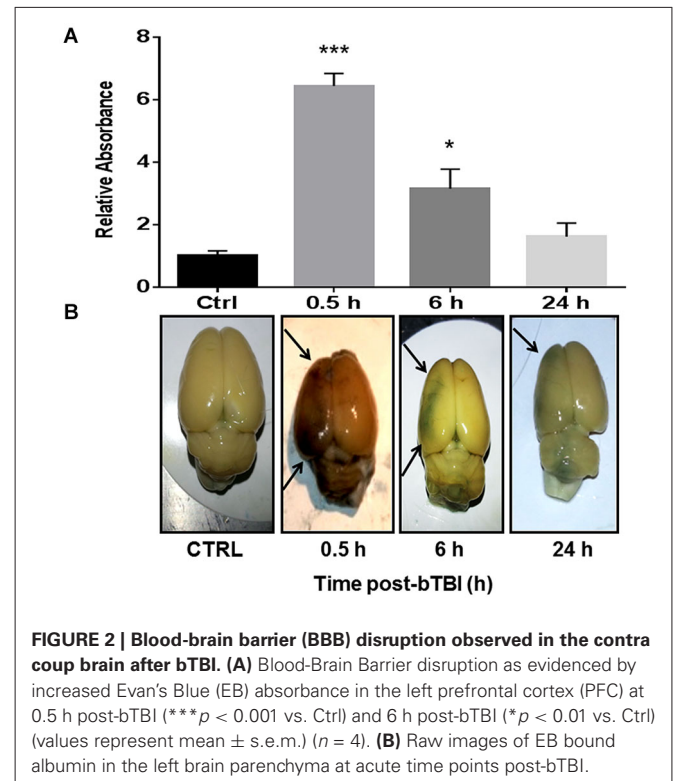 A
8
6
4
2
0
Relative Absorbance
***
*
Ctrl 0.5 h 6 h 24 h
B
CTRL 0.5 h 6 h 24 h
Time post-bTBI (h)
FIGURE 2 | Blood-brain barrier (BBB) disruption observed in the contra
coup brain after bTBI. (A) Blood-Brain Barrier disruption as evidenced by
increased Evan's Blue (EB) absorbance in the left prefrontal cortex (PFC) at
0.5 h post-bTBI (***p < 0.001 vs. Ctrl) and 6 h post-bTBI (*p < 0.01 vs. Ctrl)
(values represent mean ± s.e.m.) (n = 4). (B) Raw images of EB bound
albumin in the left brain parenchyma at acute time points post-bTBI.